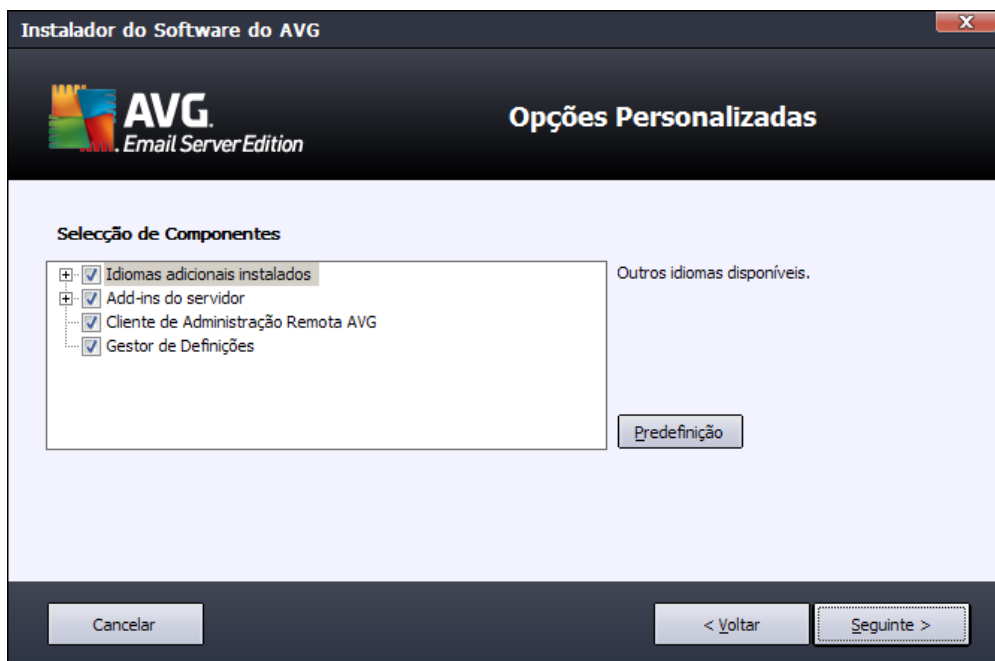 Instalador do Software do AVG
X
AVG.
Email Server Edition
Opções Personalizadas
Selecção de Componentes
Idiomas adicionais instalados
Add-ins do servidor
Cliente de Administração Remota AVG
Gestor de Definições
Outros idiomas disponíveis.
Predefinição
Cancelar
< Voltar
Seguinte >